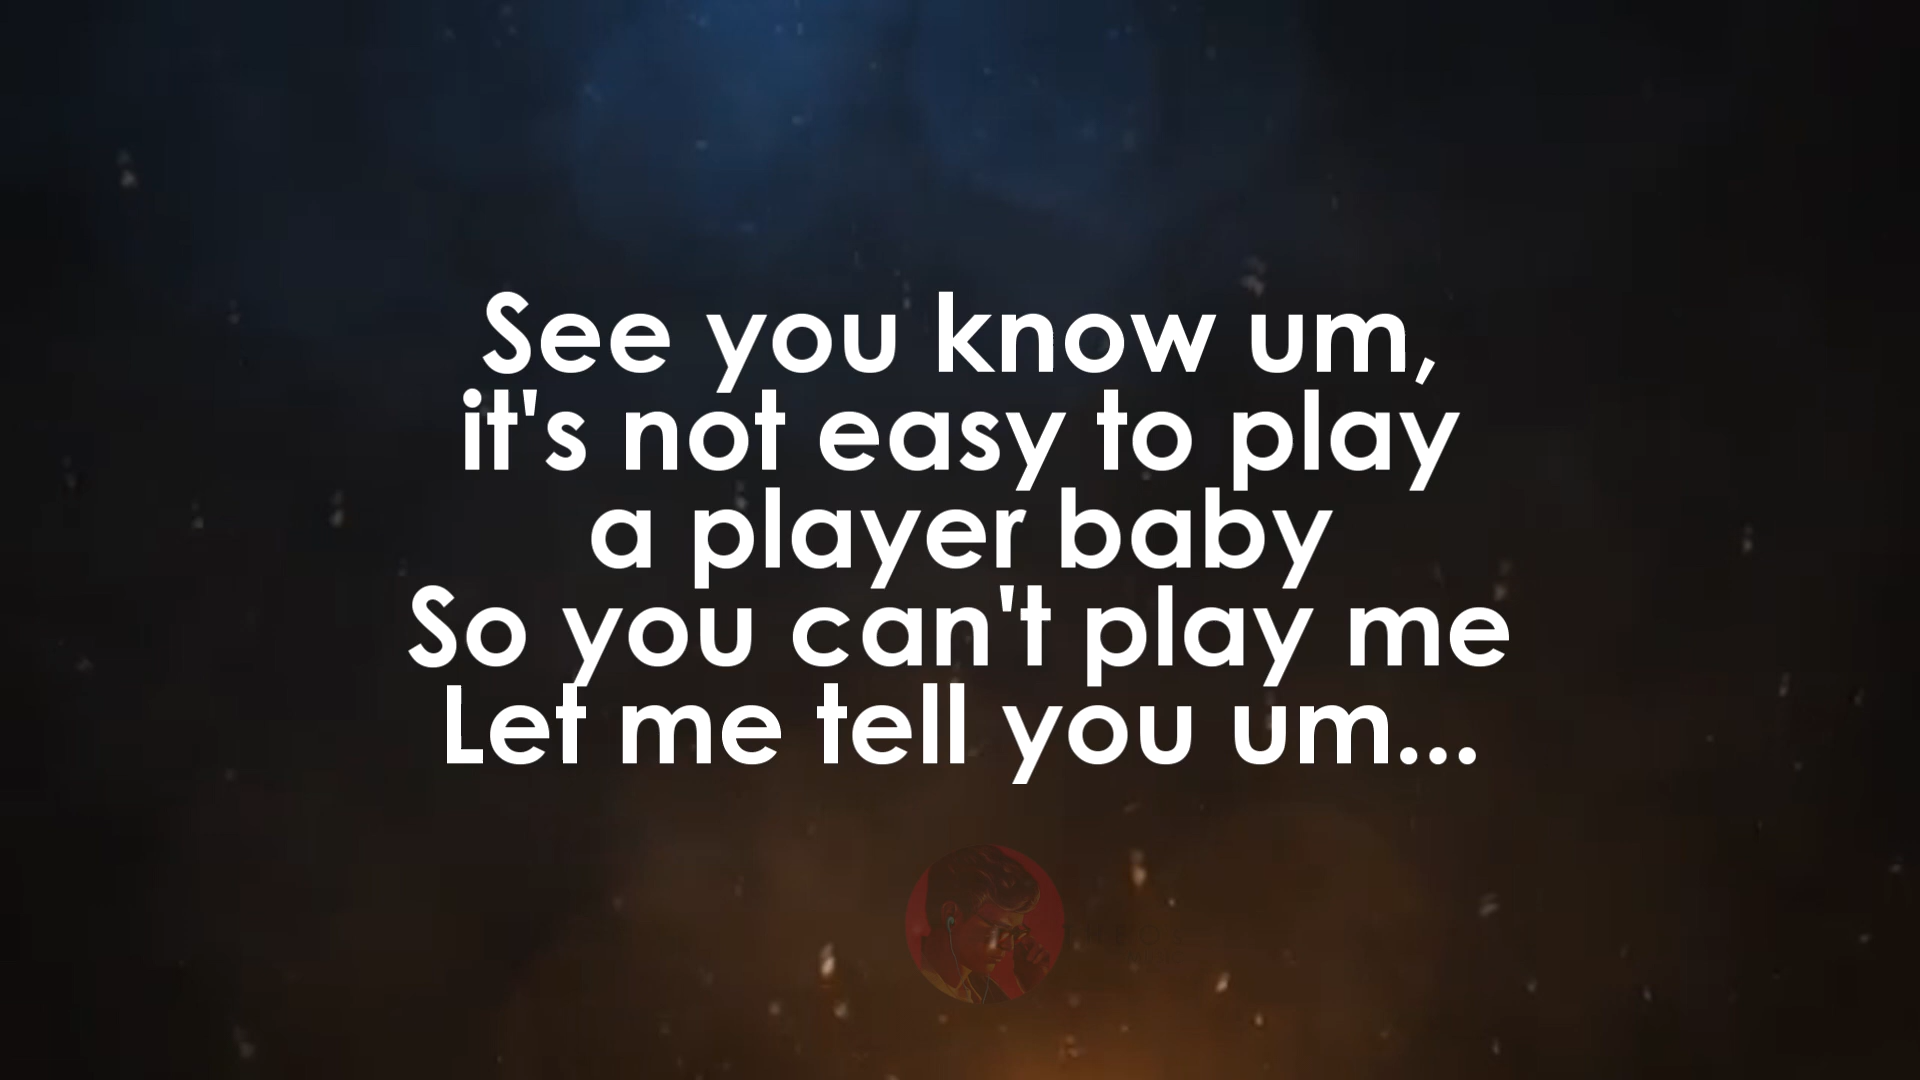 See you know um,
it's not easy to play
a player baby
So you can't play me
Let me tell you um...